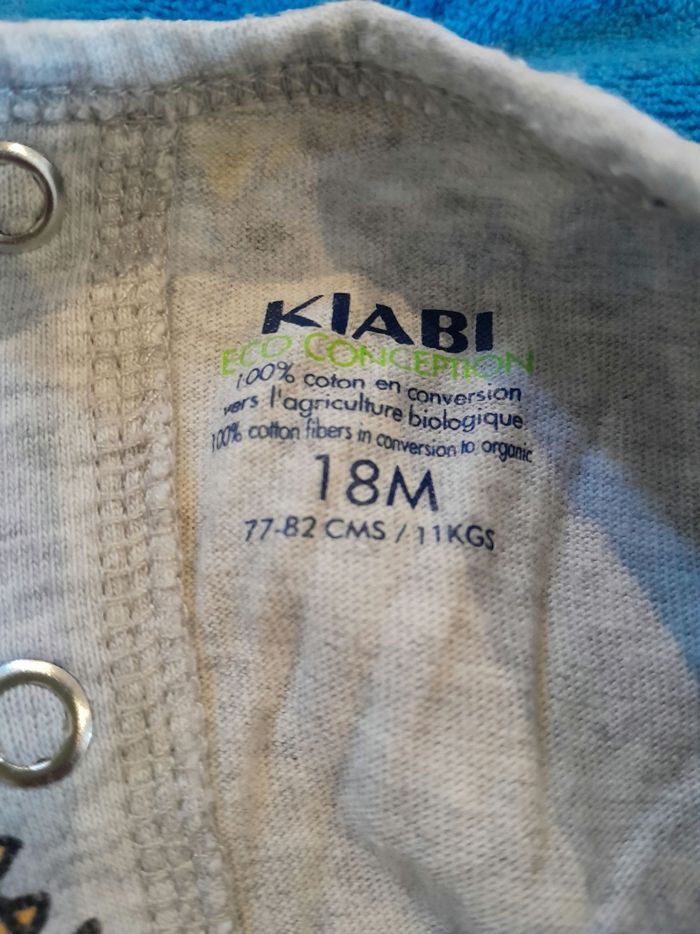 KIABI
ECO CONCEPTION
100% coton en conversion
vers l'agriculture biologique
100% cotton fibers in conversion to organic
18M
77-82 CMS / 11KGS